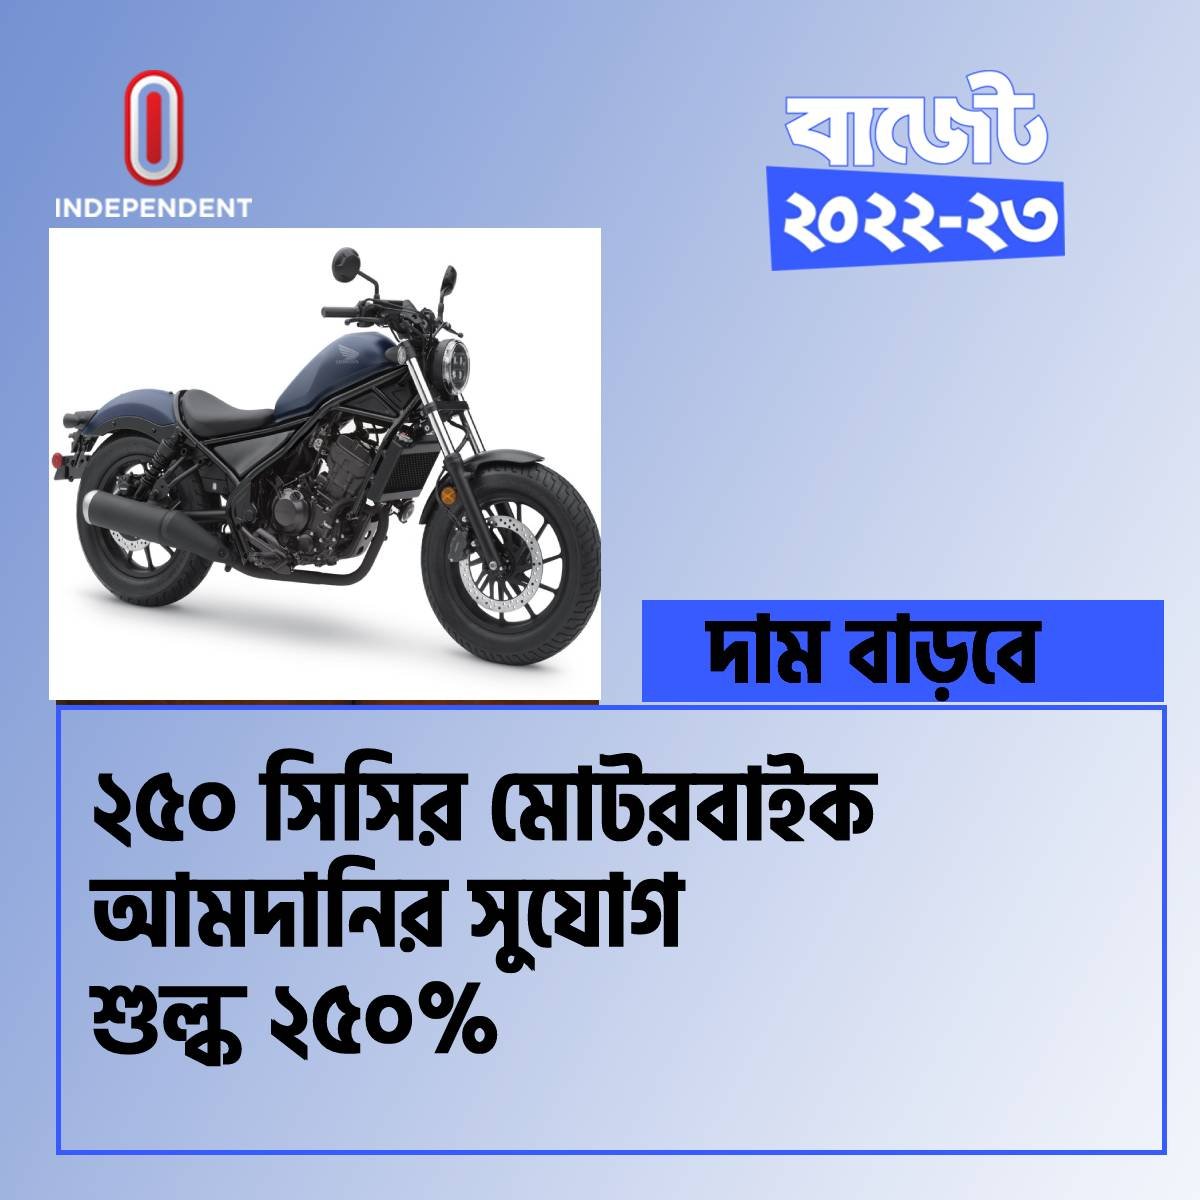 INDEPENDENT
বাজেট
২০২২-২৩
দাম বাড়বে
২৫০ সিসির মোটরবাইক
আমদানির সুযোগ
শুল্ক ২৫০%